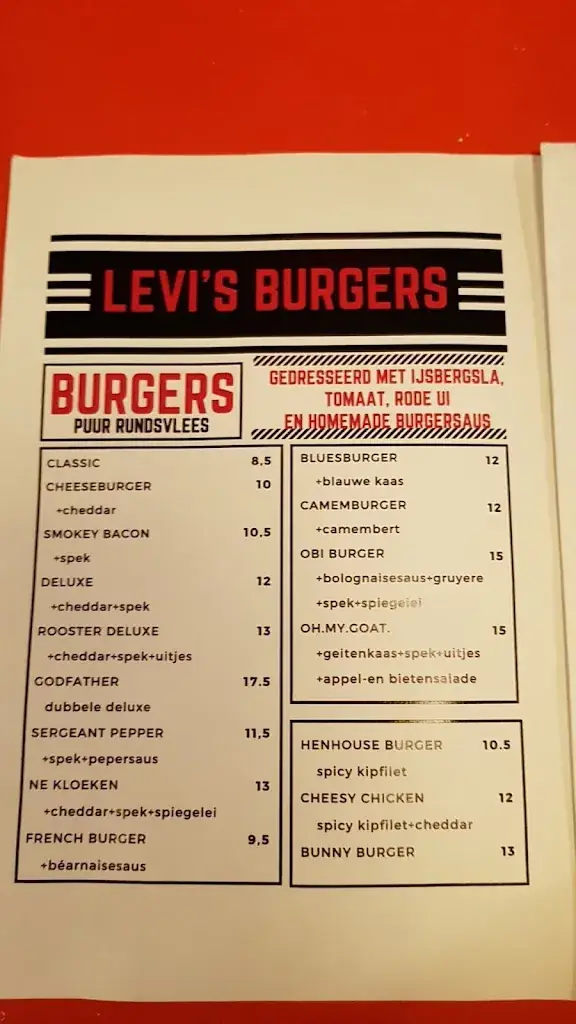 LEVI'S BURGERS
BURGERS
PUUR RUNDSVLEES
GEDRESSEERD MET IJSBERGSLA,
TOMAAT, RODE UI
EN HOMEMADE BURGERSAUS
CLASSIC 8,5
CHEESEBURGER 10
+cheddar
SMOKEY BACON 10,5
+spek
DELUXE 12
+cheddar+spek
ROOSTER DELUXE 13
+cheddar+spek+uitjes
GODFATHER 17.5
dubbele deluxe
SERGEANT PEPPER 11,5
+spek+pepersaus
NE KLOEKEN 13
+cheddar+spek+spiegelei
FRENCH BURGER 9,5
+béarnaisesaus
BLUESBURGER 12
+blauwe kaas
CAMEMBURGER 12
+camembert
OBI BURGER 15
+bolognaisesaus+gruyere
+spek+spiegelei
OH.MY.GOAT. 15
+geitenkaas+spek+uitjes
+appel-en bietensalade
HENHOUSE BURGER 10.5
spicy kipfilet
CHEESY CHICKEN 12
spicy kipfilet+cheddar
BUNNY BURGER 13